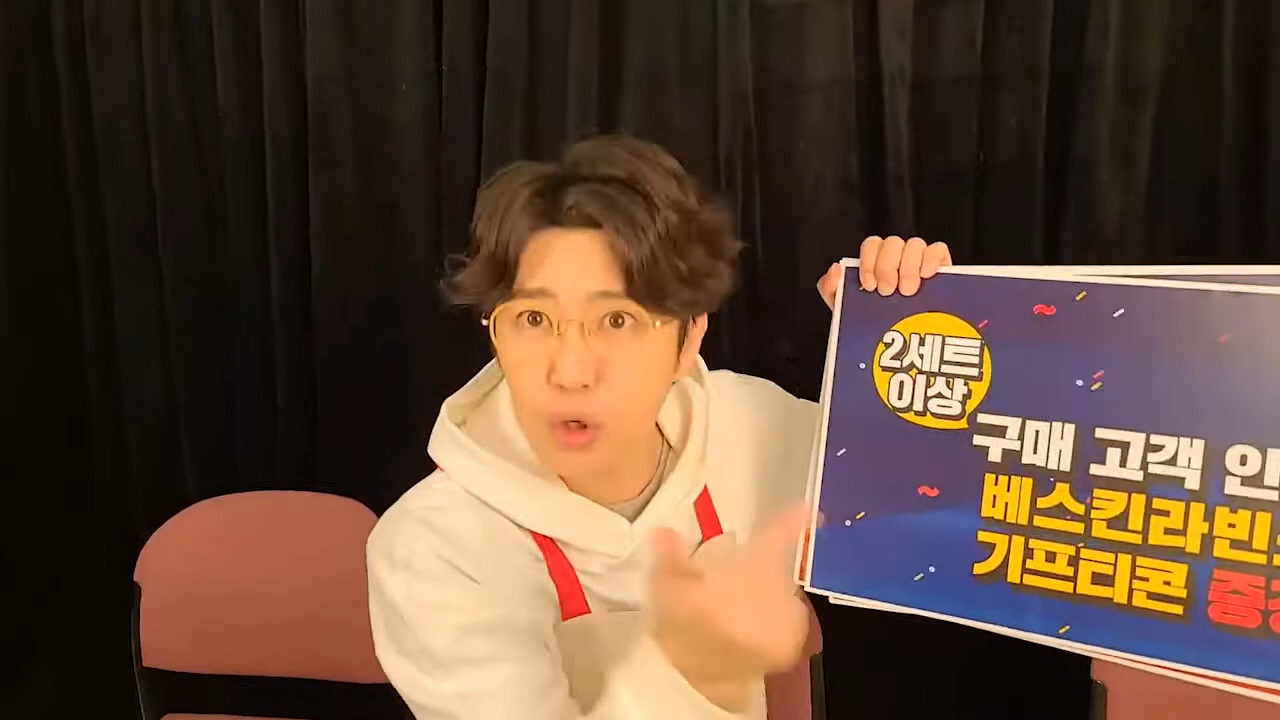 2세트
이상
구매 고객
베스킨라빈
기프티콘